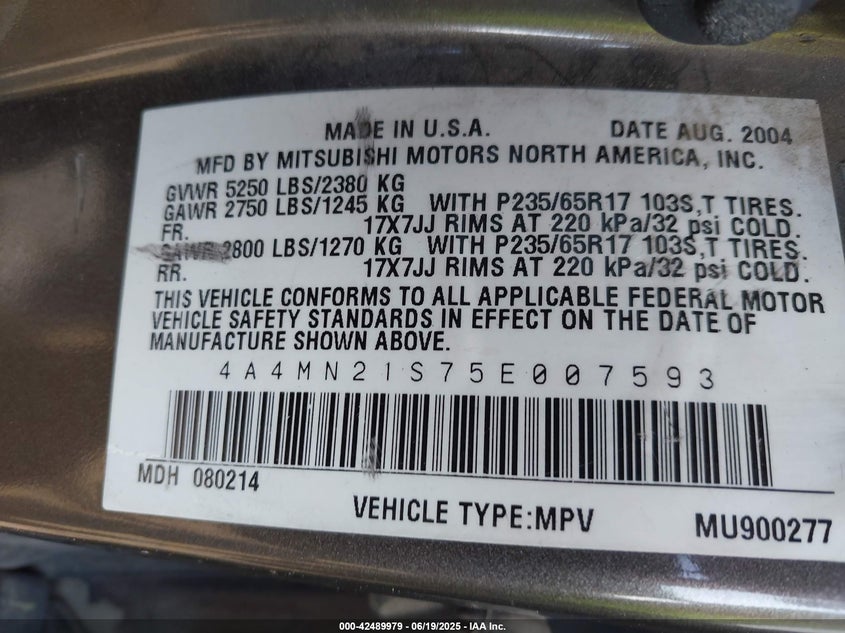 MADE IN U.S.A. DATE AUG. 2004
MFD BY MITSUBISHI MOTORS NORTH AMERICA, INC.
GVWR 5250 LBS/2380 KG
GAWR 2750 LBS/1245 KG WITH P235/65R17 103S,T TIRES.
FR. 17X7JJ RIMS AT 220 kPa/32 psi COLD.
GAWR 2800 LBS/1270 KG WITH P235/65R17 103S,T TIRES.
RR. 17X7JJ RIMS AT 220 kPa/32 psi COLD.
THIS VEHICLE CONFORMS TO ALL APPLICABLE FEDERAL MOTOR
VEHICLE SAFETY STANDARDS IN EFFECT ON THE DATE OF
MANUFACTURE SHOWN ABOVE.
4A4MN21S75E007593
MDH 080214
VEHICLE TYPE:MPV MU900277
000-42489979 - 06/19/2025 - IAA Inc.